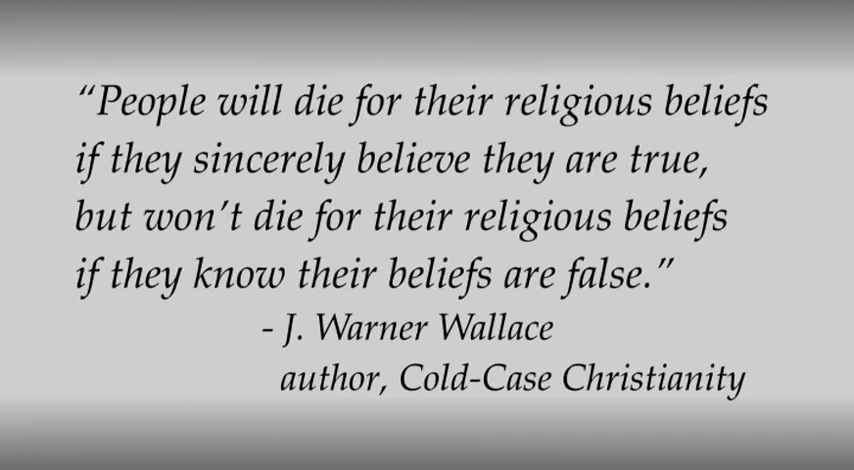 “People will die for their religious beliefs
if they sincerely believe they are true,
but won’t die for their religious beliefs
if they know their beliefs are false.”
- J. Warner Wallace
author, Cold-Case Christianity